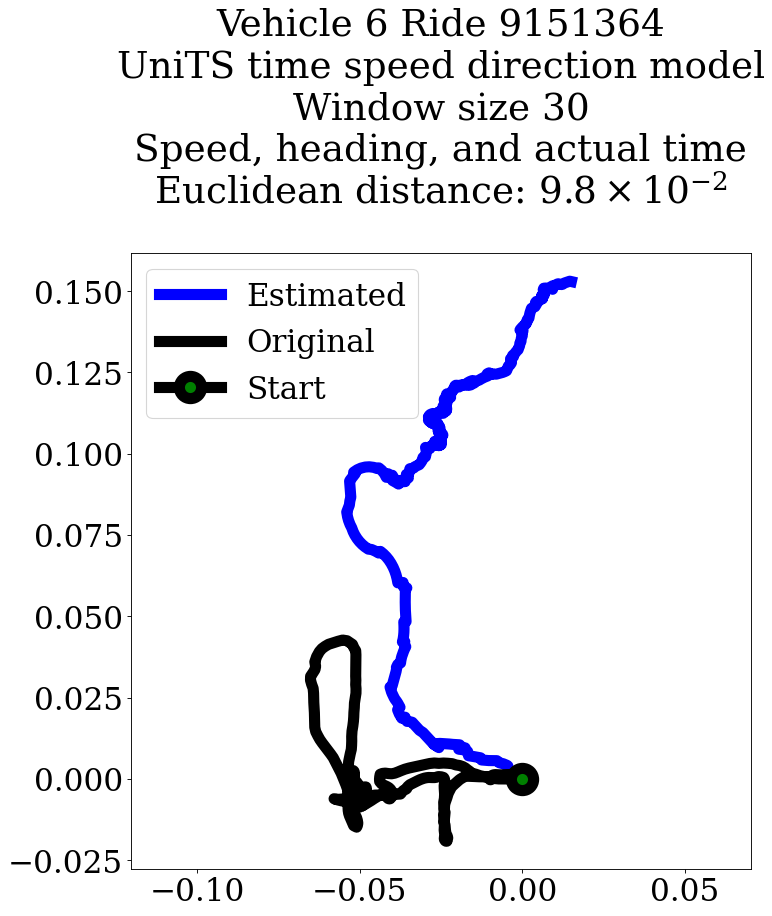 Vehicle 6 Ride 9151364
UniTS time speed direction model
Window size 30
Speed, heading, and actual time
Euclidean distance: 9.8 × 10⁻²
Estimated
Original
Start
0.150
0.125
0.100
0.075
0.050
0.025
0.000
−0.025
−0.10 −0.05 0.00 0.05